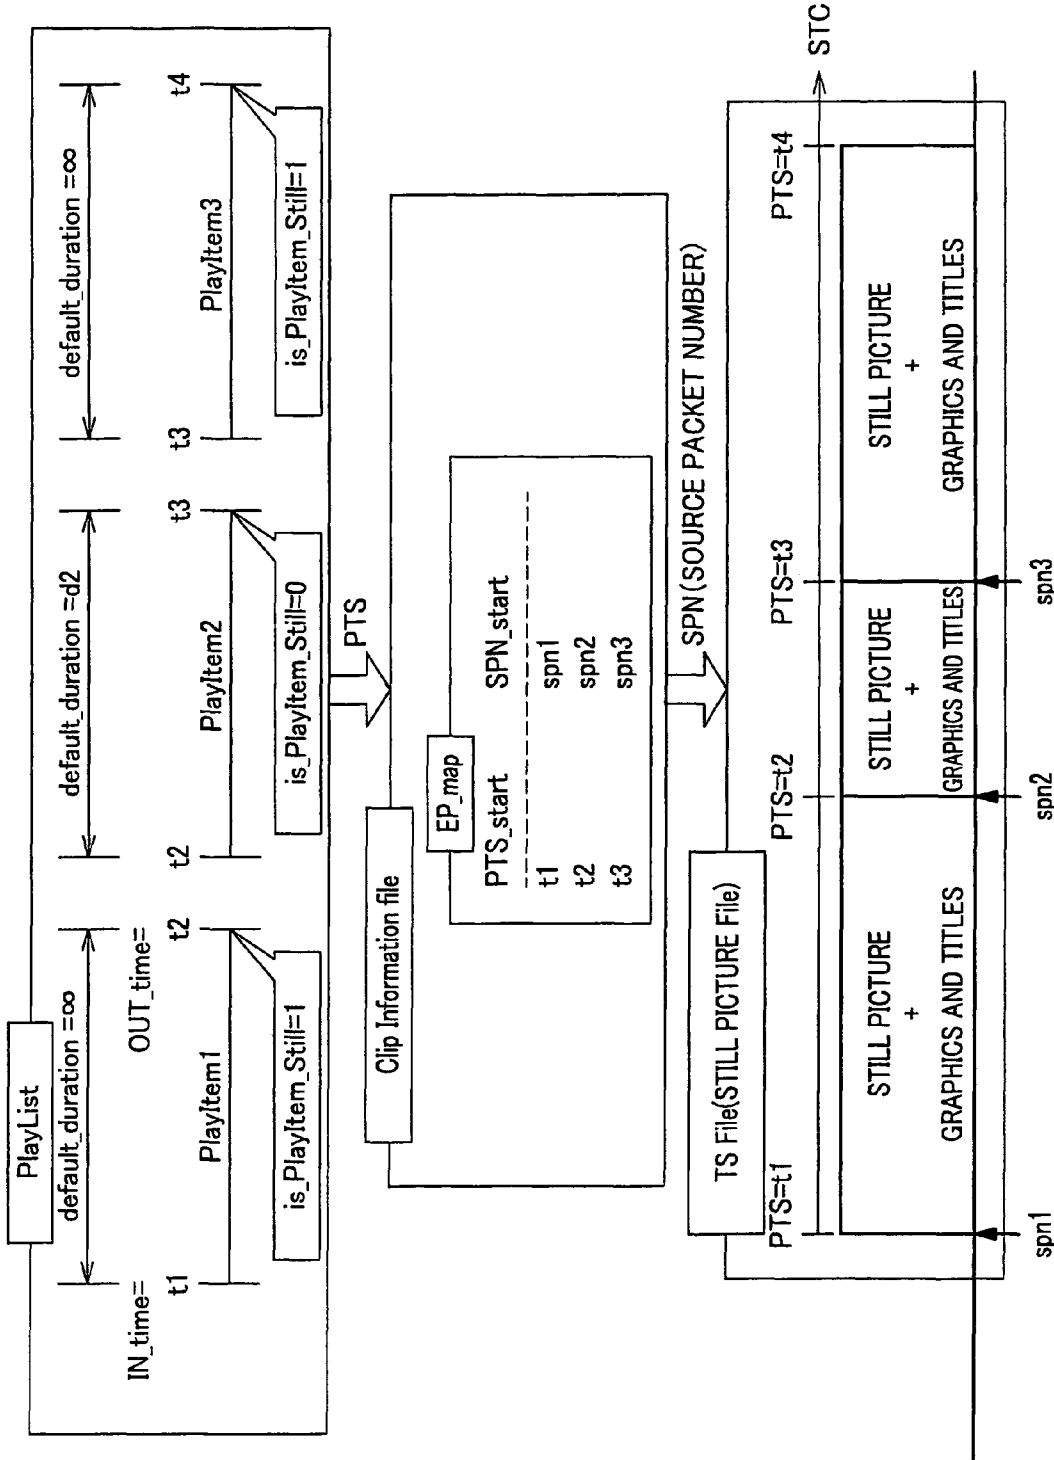 PlayList
default_duration =∞
default_duration =d2
default_duration =∞
IN_time=
OUT_time=
t1
t2
t2
t3
t3
t4
PlayItem1
PlayItem2
PlayItem3
is_PlayItem_Still=1
is_PlayItem_Still=0
is_PlayItem_Still=1
PTS
Clip Information file
EP_map
PTS_start SPN_start
t1 spn1
t2 spn2
t3 spn3
SPN(SOURCE PACKET NUMBER)
TS File(STILL PICTURE File)
PTS=t1
PTS=t2
PTS=t3
PTS=t4
STC
STILL PICTURE
+
GRAPHICS AND TITLES
STILL PICTURE
+
GRAPHICS AND TITLES
STILL PICTURE
+
GRAPHICS AND TITLES
spn1
spn2
spn3